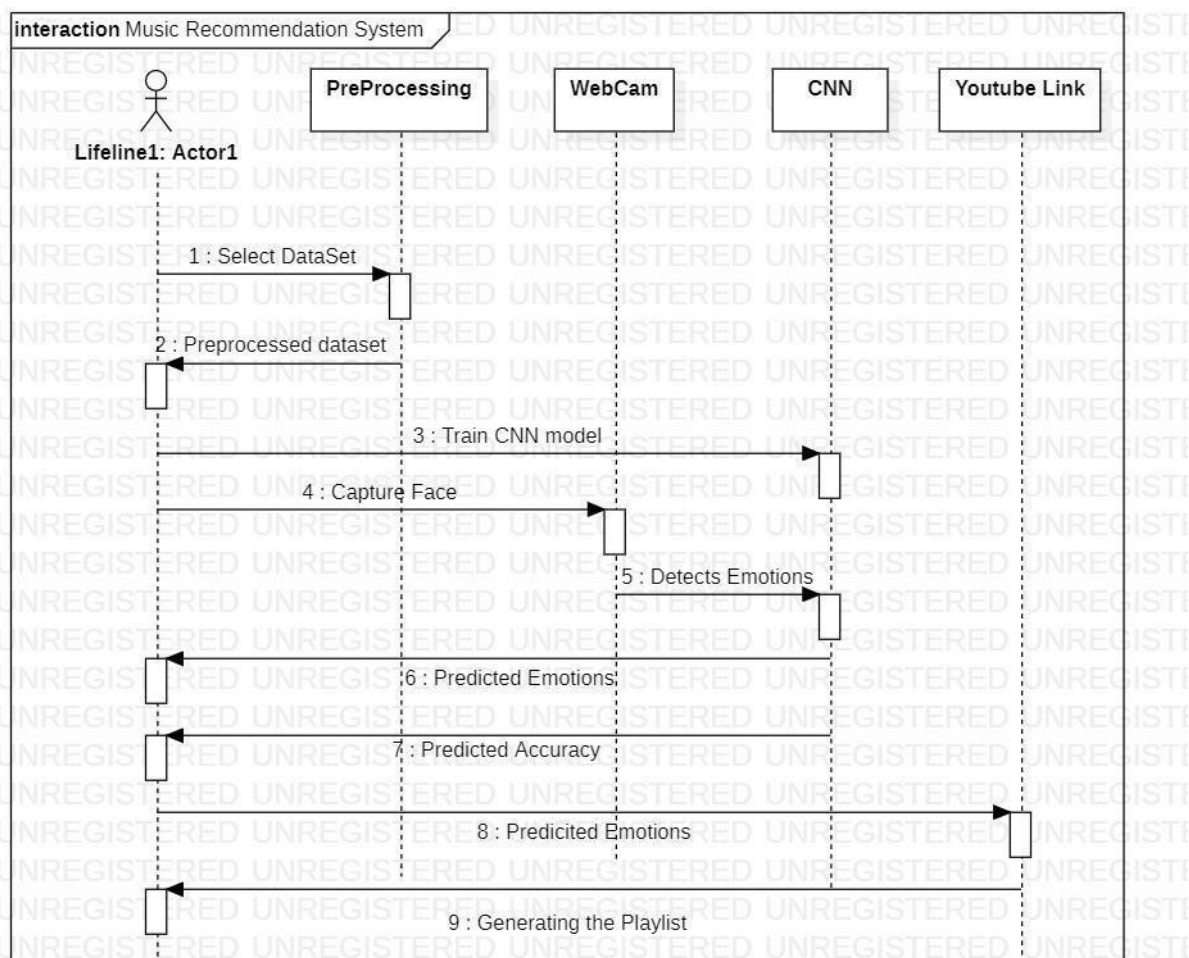 interaction Music Recommendation System
PreProcessing
WebCam
CNN
Youtube Link
Lifeline1: Actor1
1 : Select DataSet
2 : Preprocessed dataset
3 : Train CNN model
4 : Capture Face
5 : Detects Emotions
6 : Predicted Emotions
7 : Predicted Accuracy
8 : Predicited Emotions
9 : Generating the Playlist
UNREGISTERED